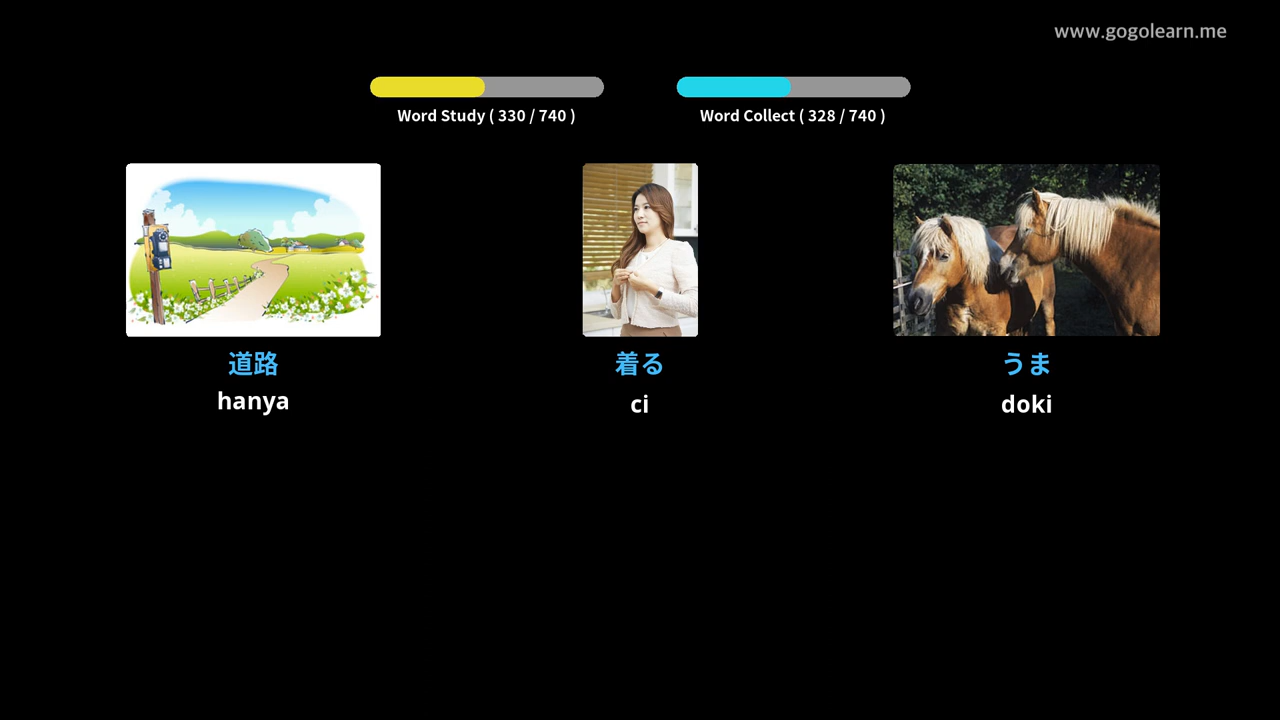 www.gogolearn.me
Word Study ( 330 / 740 )
Word Collect ( 328 / 740 )
道路
hanya
着る
ci
うま
doki